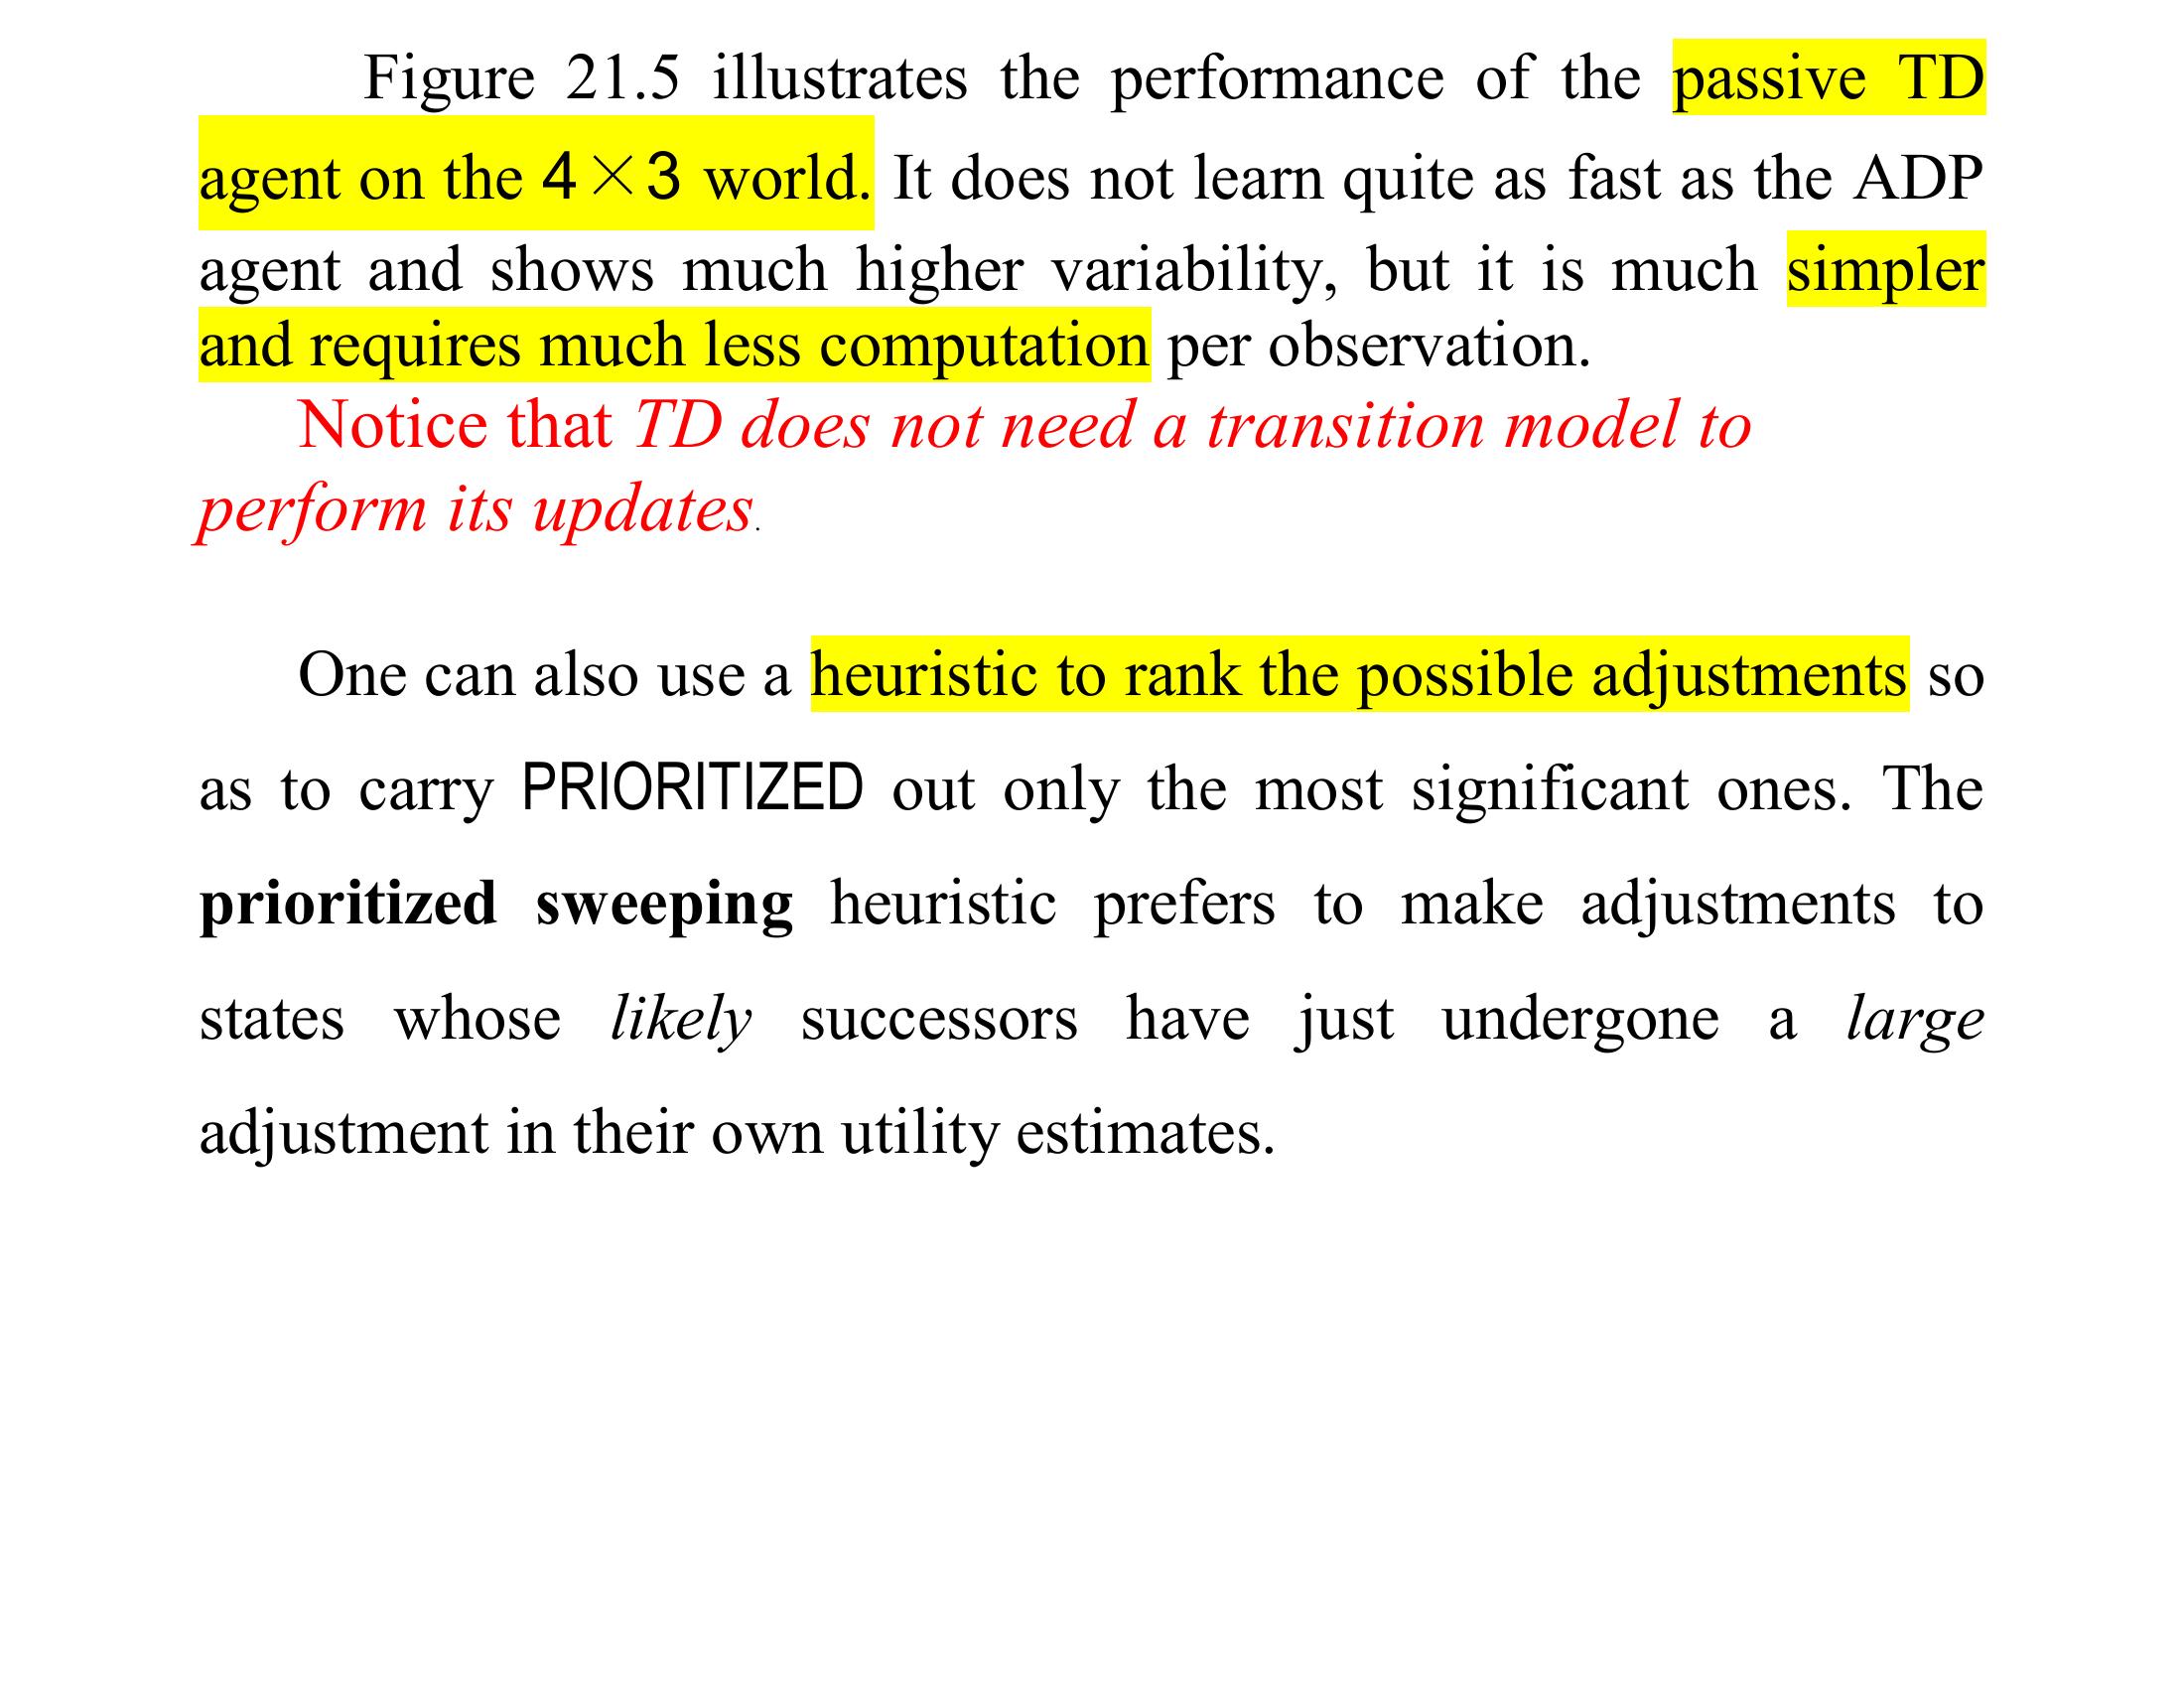 Figure 21.5 illustrates the performance of the passive TD
agent on the 4×3 world. It does not learn quite as fast as the ADP
agent and shows much higher variability, but it is much simpler
and requires much less computation per observation.
Notice that TD does not need a transition model to
perform its updates.
One can also use a heuristic to rank the possible adjustments so
as to carry PRIORITIZED out only the most significant ones. The
prioritized sweeping heuristic prefers to make adjustments to
states whose likely successors have just undergone a large
adjustment in their own utility estimates.